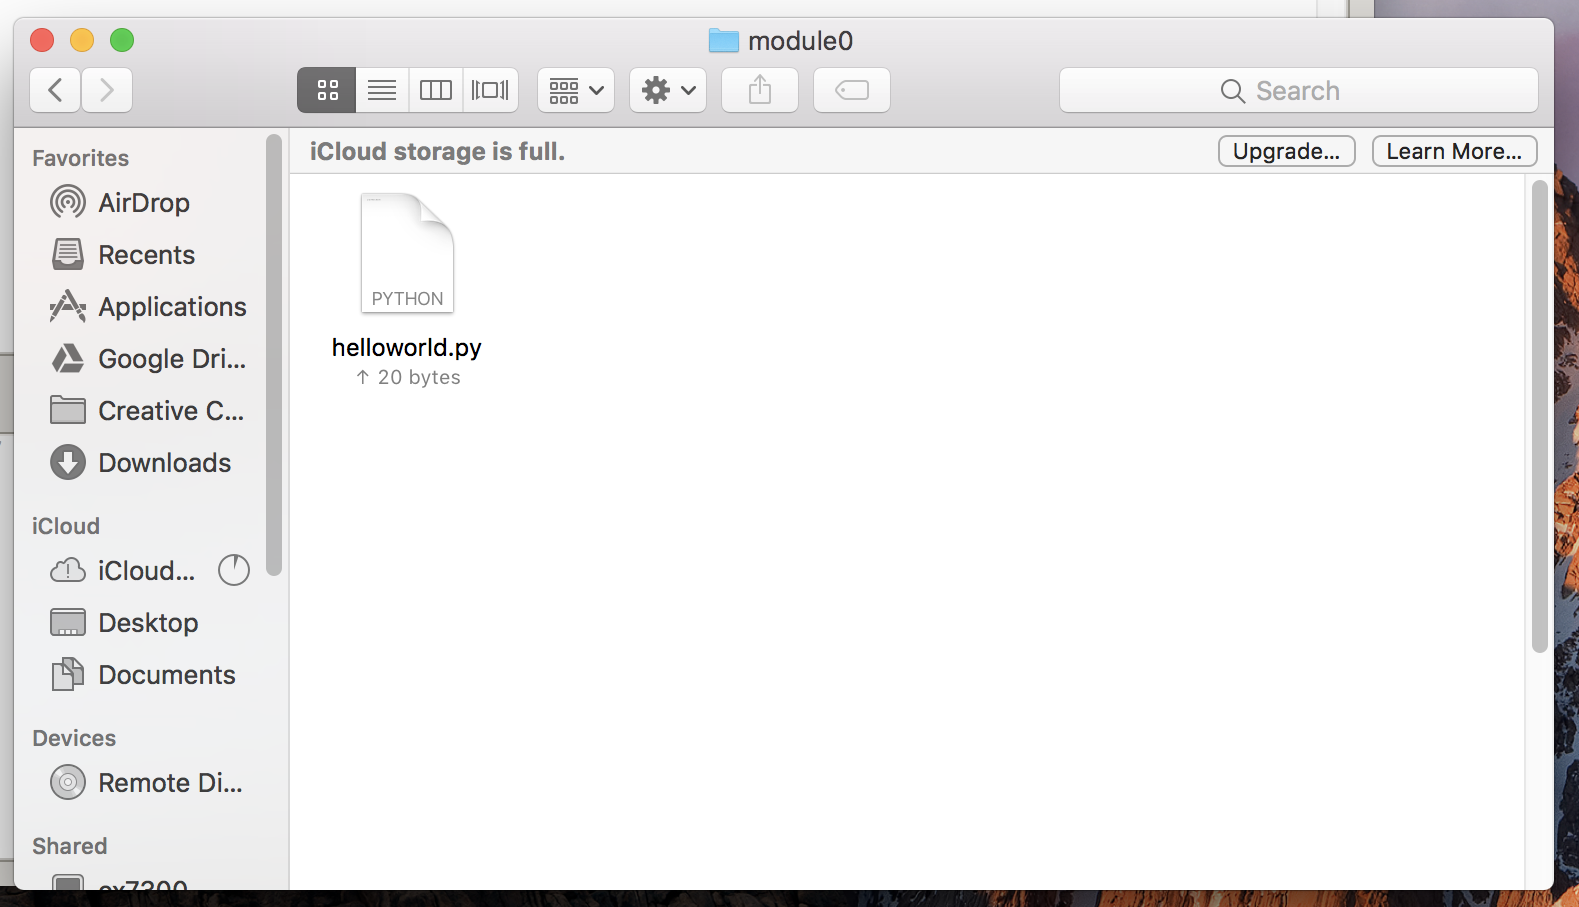 module0
Search
Favorites
AirDrop
Recents
Applications
Google Dri...
Creative C...
Downloads
iCloud
iCloud...
Desktop
Documents
Devices
Remote Di...
Shared
iCloud storage is full.
Upgrade...
Learn More...
PYTHON
helloworld.py
↑ 20 bytes